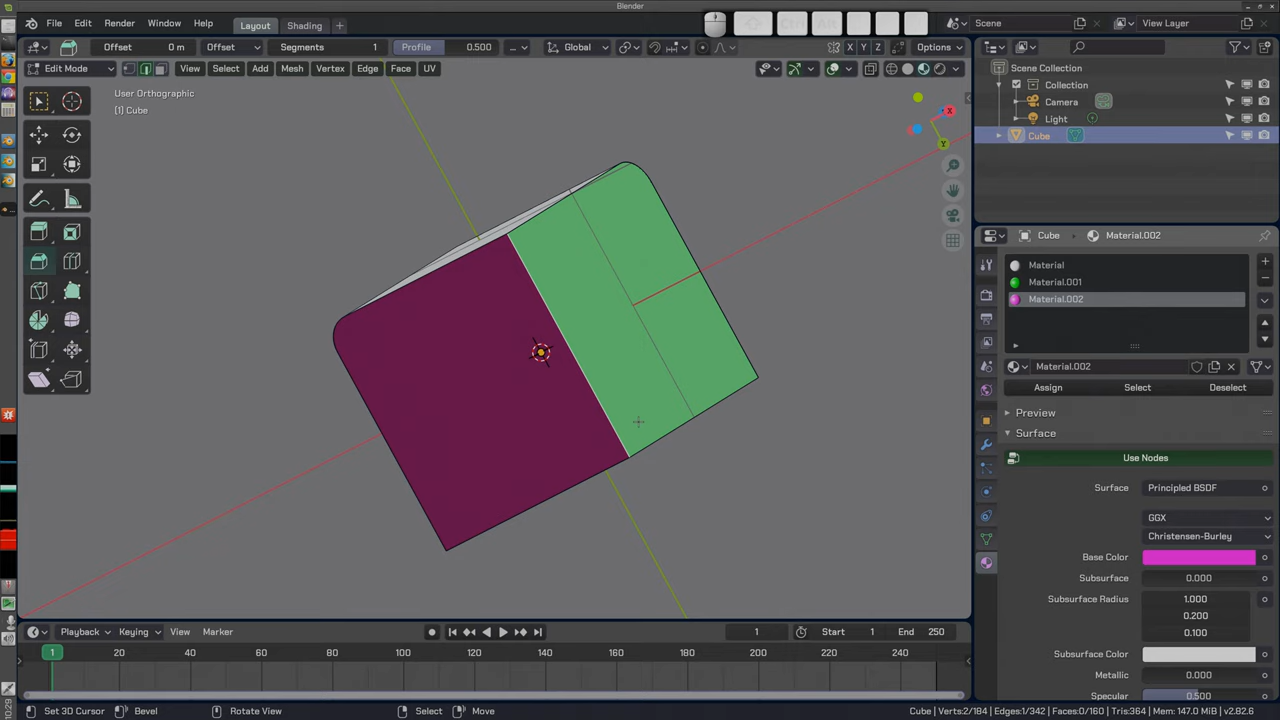 Blender
File Edit Render Window Help Layout Shading + Ctrl Alt Scene View Layer
Offset 0 m Offset Segments 1 Profile 0.500 Global X Y Z Options
Edit Mode View Select Add Mesh Vertex Edge Face UV
User Orthographic
(1) Cube
X
Y
Scene Collection
Collection
Camera
Light
Cube
Cube Material.002
Material
Material.001
Material.002
Material.002
Assign Select Deselect
Preview
Surface
Use Nodes
Surface Principled BSDF
GGX
Christensen-Burley
Base Color
Subsurface 0.000
Subsurface Radius 1.000
0.200
0.100
Subsurface Color
Metallic 0.000
Specular 0.500
Playback Keying View Marker 1 Start 1 End 250
1 20 40 60 80 100 120 140 160 180 200 220 240
10:29
Set 3D Cursor Bevel Rotate View Select Move Cube | Verts:2/184 | Edges:1/342 | Faces:0/160 | Tris:364 | Mem: 147.0 MiB | v2.82.6